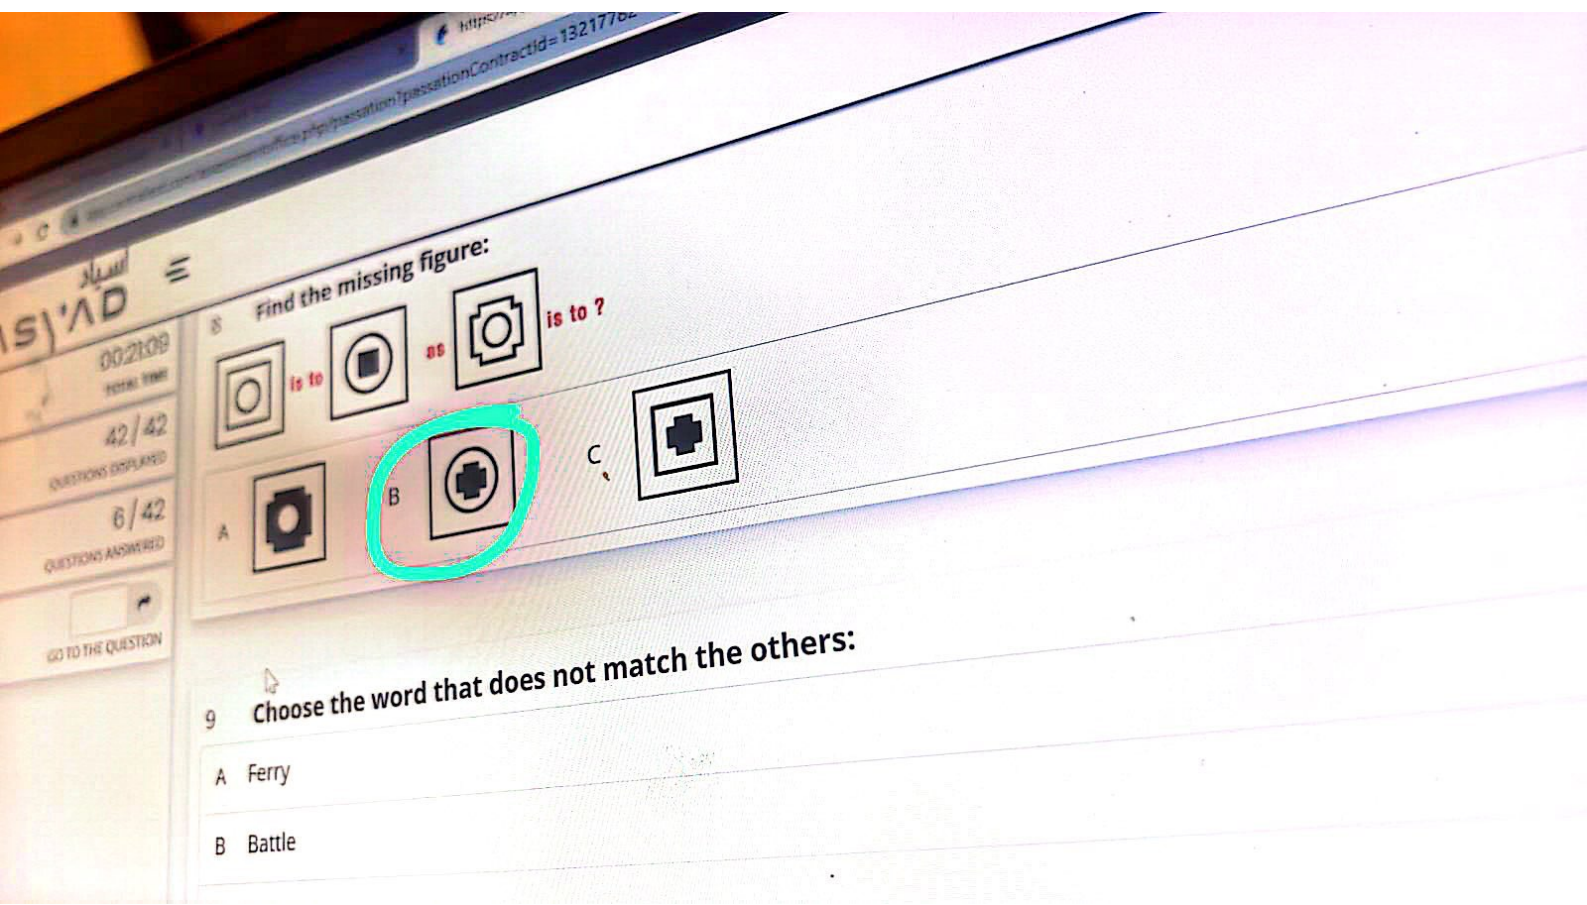 https://
passationContractId=13217782
أسياد
ASYAD
00:21:09
TOTAL TIME
42/42
QUESTIONS DISPLAYED
6/42
QUESTIONS ANSWERED
GO TO THE QUESTION
8 Find the missing figure:
is to
as
is to ?
A
B
C
9 Choose the word that does not match the others:
A Ferry
B Battle